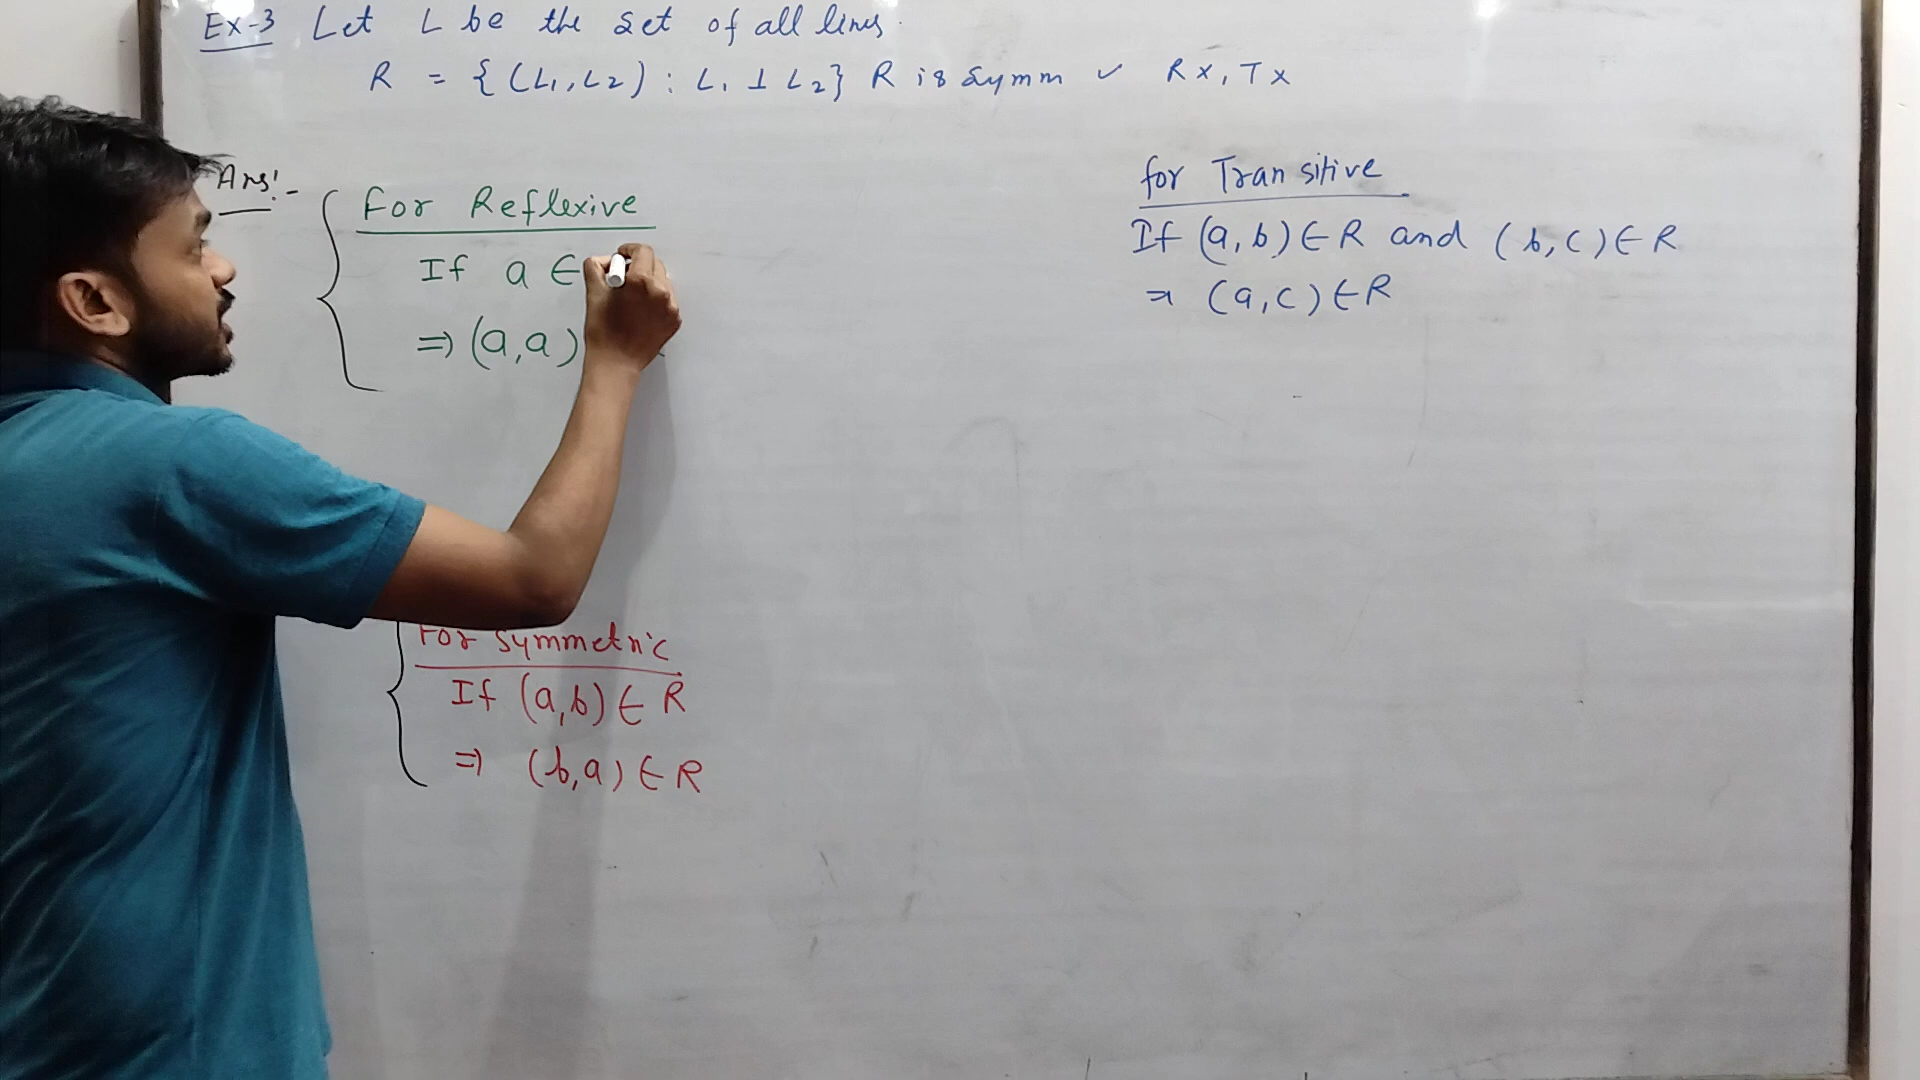 Ex-3 Let L be the set of all lines.
R = { (L₁, L₂) : L₁ ⊥ L₂} R is symm ✓ R x, T x
Ans:-
For Reflexive
If a ∈
⇒ (a,a)
For symmetric
If (a,b) ∈ R
⇒ (b,a) ∈ R
for Transitive
If (a,b) ∈ R and (b,c) ∈ R
⇒ (a,c) ∈ R